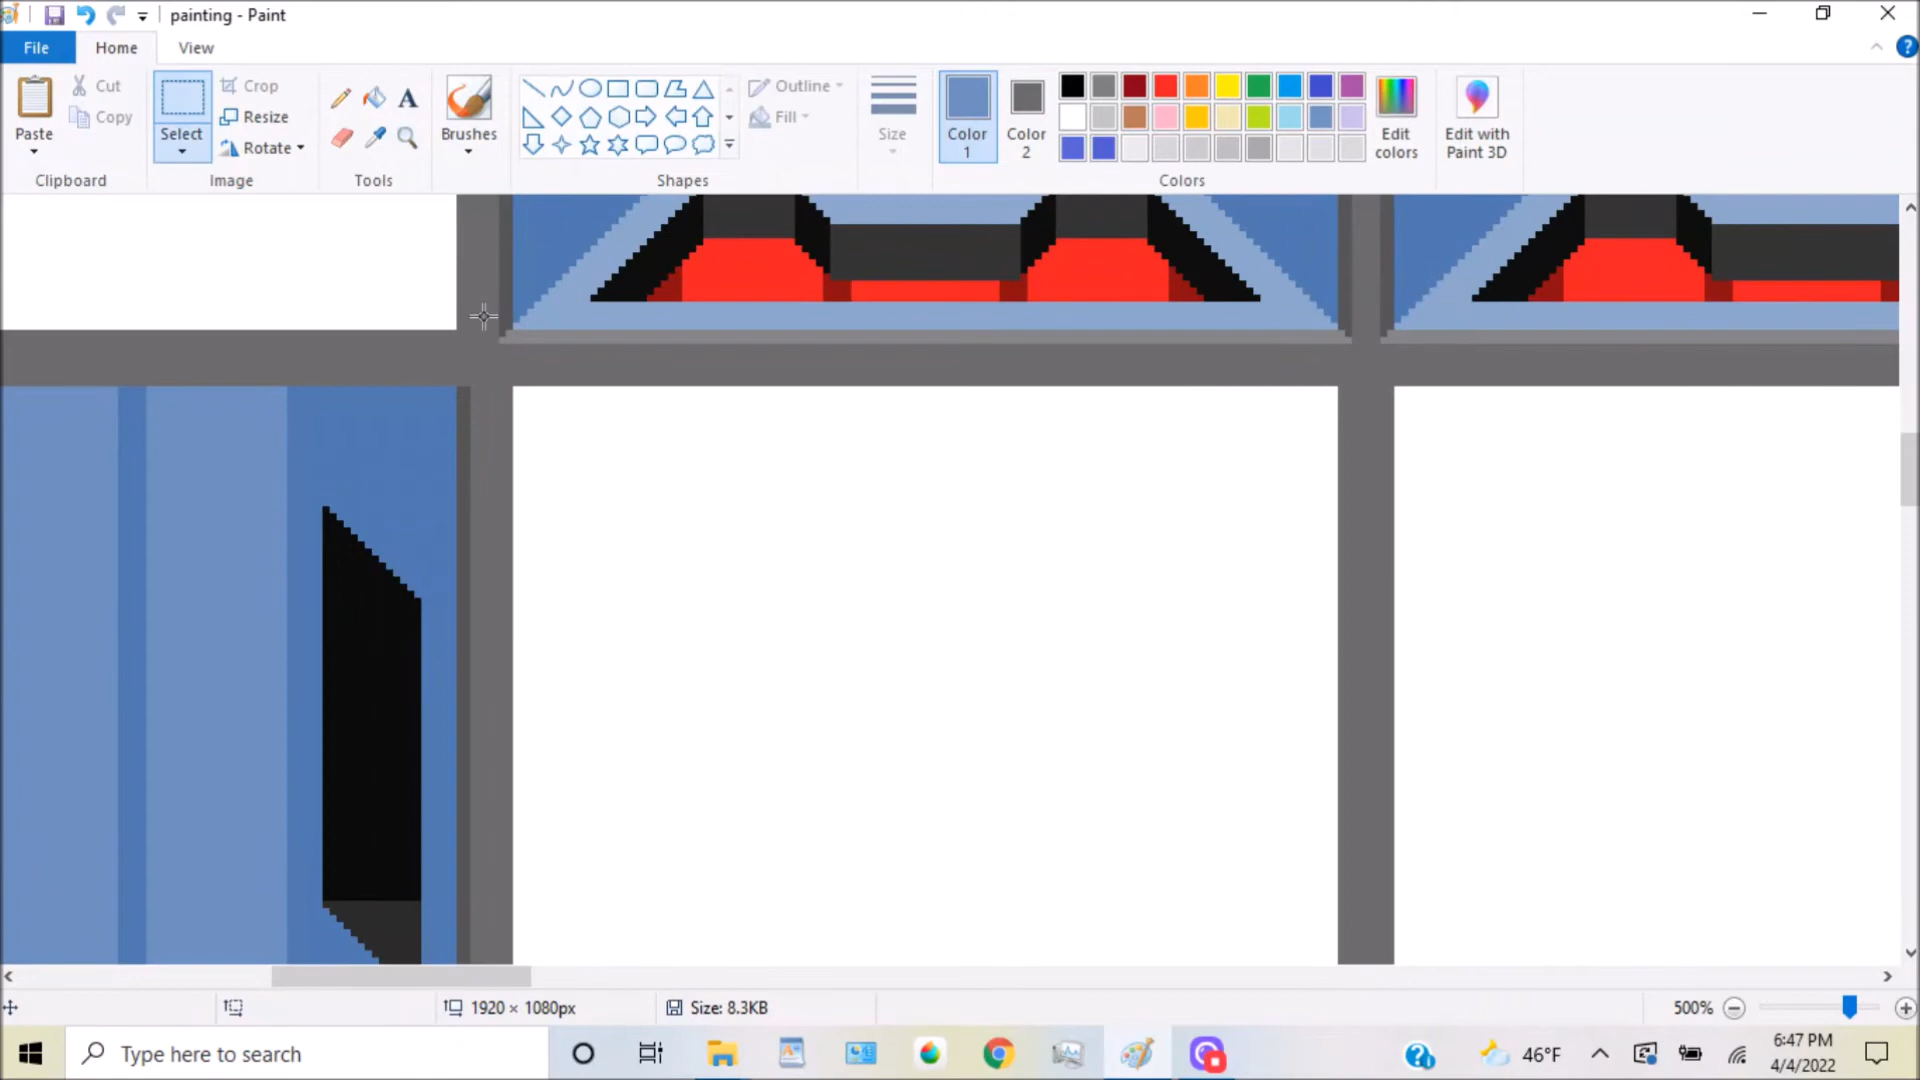 painting - Paint
File Home View
Paste
Cut
Copy
Clipboard
Select
Crop
Resize
Rotate
Image
Tools
Brushes
Shapes
Outline
Fill
Size
Color 1
Color 2
Edit colors
Colors
Edit with Paint 3D
1920 × 1080px
Size: 8.3KB
500%
Type here to search
46°F
6:47 PM
4/4/2022